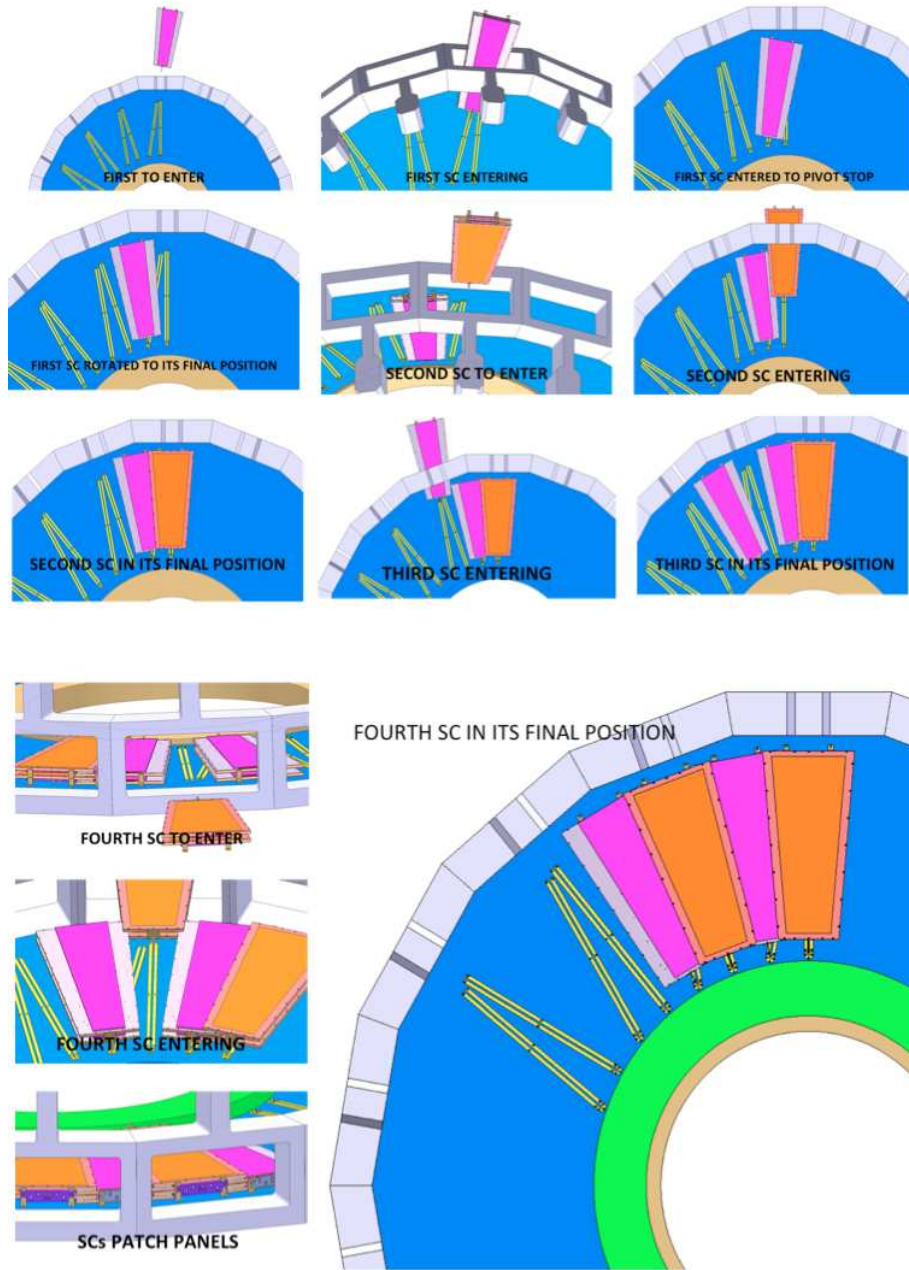 FIRST TO ENTER
FIRST SC ENTERING
FIRST SC ENTERED TO PIVOT STOP
FIRST SC ROTATED TO ITS FINAL POSITION
SECOND SC TO ENTER
SECOND SC ENTERING
SECOND SC IN ITS FINAL POSITION
THIRD SC ENTERING
THIRD SC IN ITS FINAL POSITION
FOURTH SC TO ENTER
FOURTH SC IN ITS FINAL POSITION
FOURTH SC ENTERING
SCs PATCH PANELS